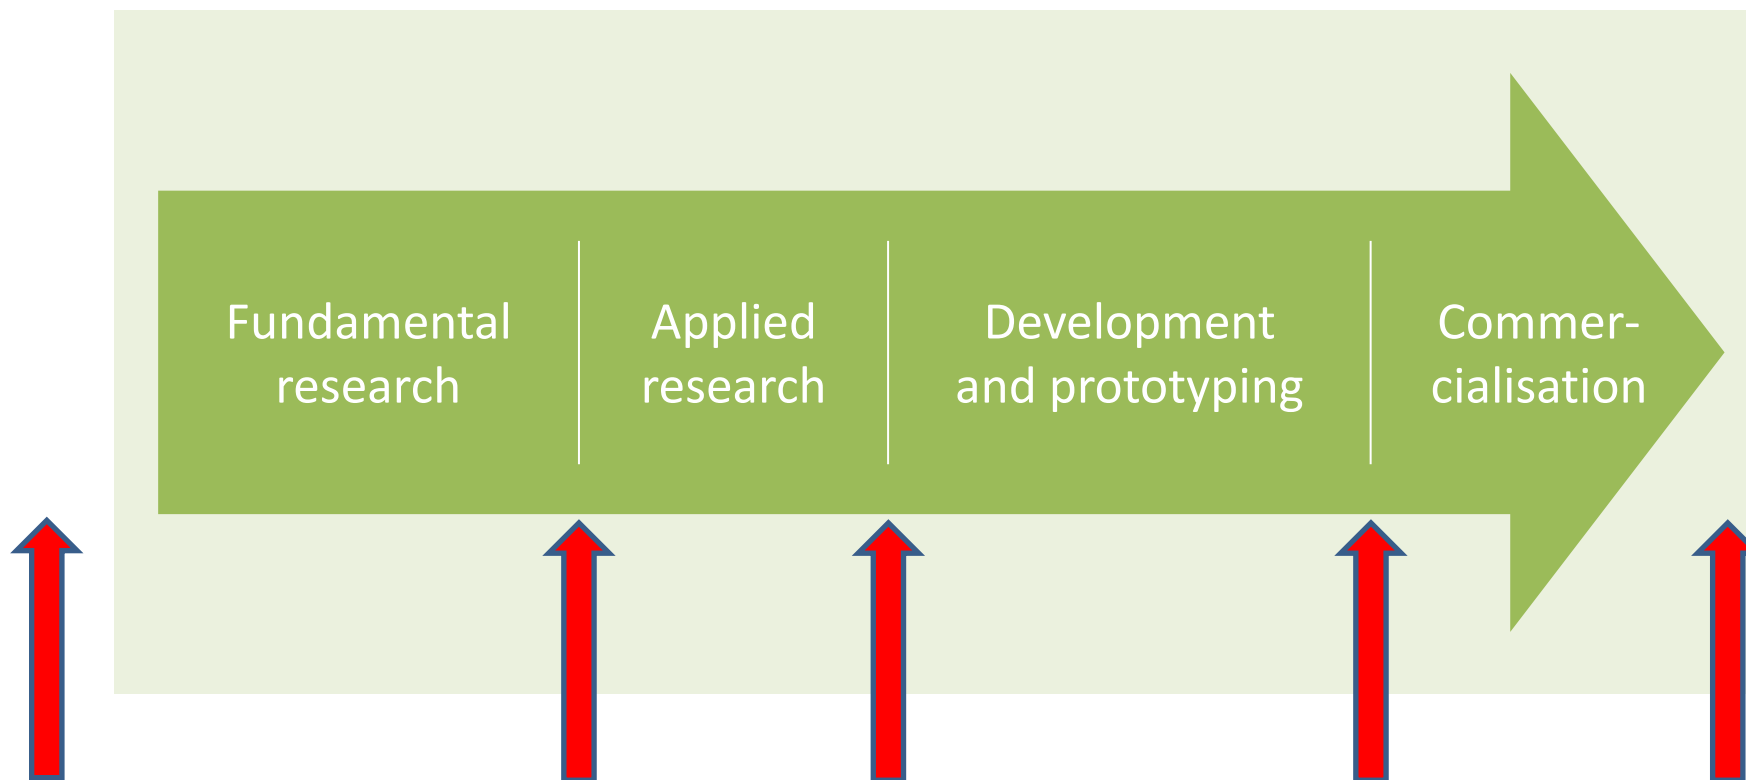 Fundamental
research
Applied
research
Development
and prototyping
Commer-
cialisation